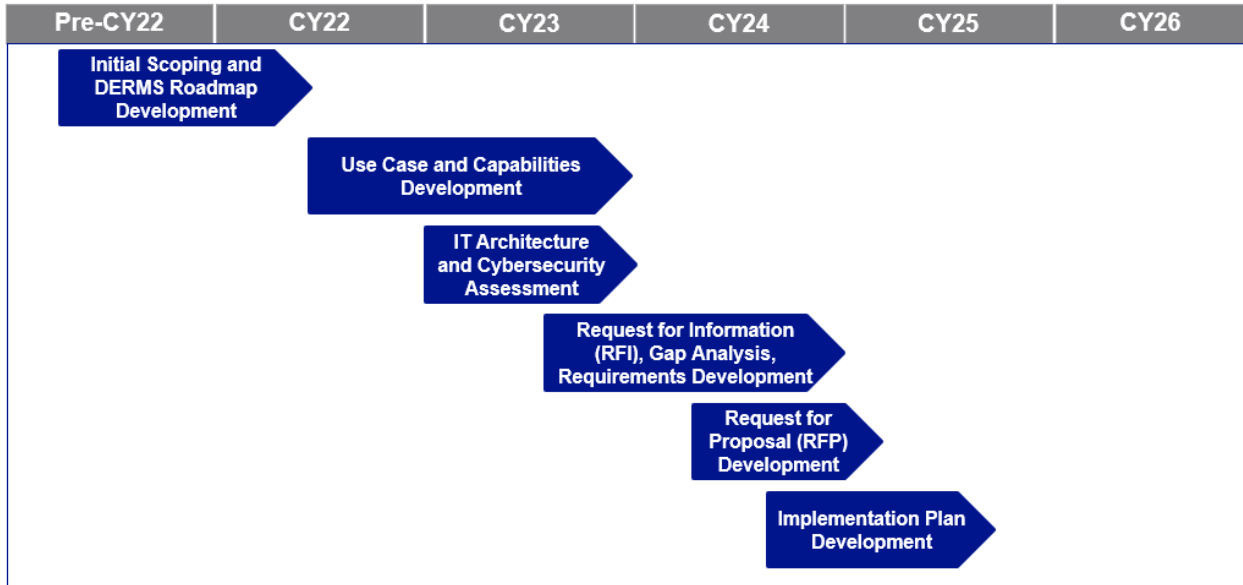 Pre-CY22 CY22 CY23 CY24 CY25 CY26
Initial Scoping and
DERMS Roadmap
Development
Use Case and Capabilities
Development
IT Architecture
and Cybersecurity
Assessment
Request for Information
(RFI), Gap Analysis,
Requirements Development
Request for
Proposal (RFP)
Development
Implementation Plan
Development